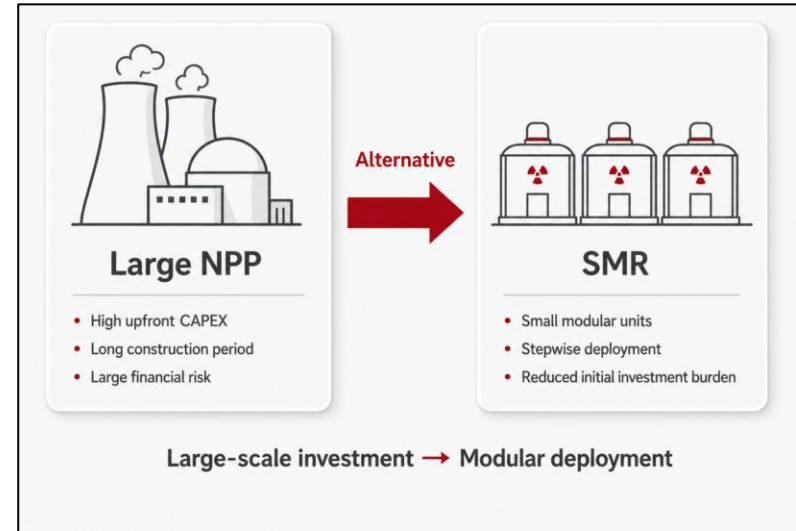 Large NPP
• High upfront CAPEX
• Long construction period
• Large financial risk
Alternative
SMR
• Small modular units
• Stepwise deployment
• Reduced initial investment burden
Large-scale investment → Modular deployment